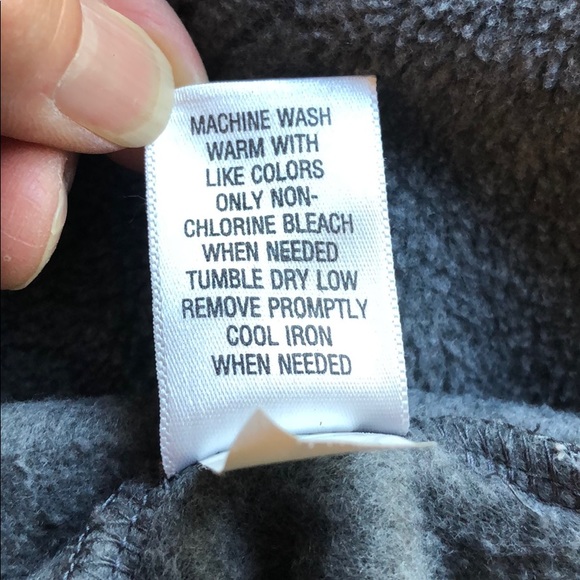 MACHINE WASH
WARM WITH
LIKE COLORS
ONLY NON-
CHLORINE BLEACH
WHEN NEEDED
TUMBLE DRY LOW
REMOVE PROMPTLY
COOL IRON
WHEN NEEDED